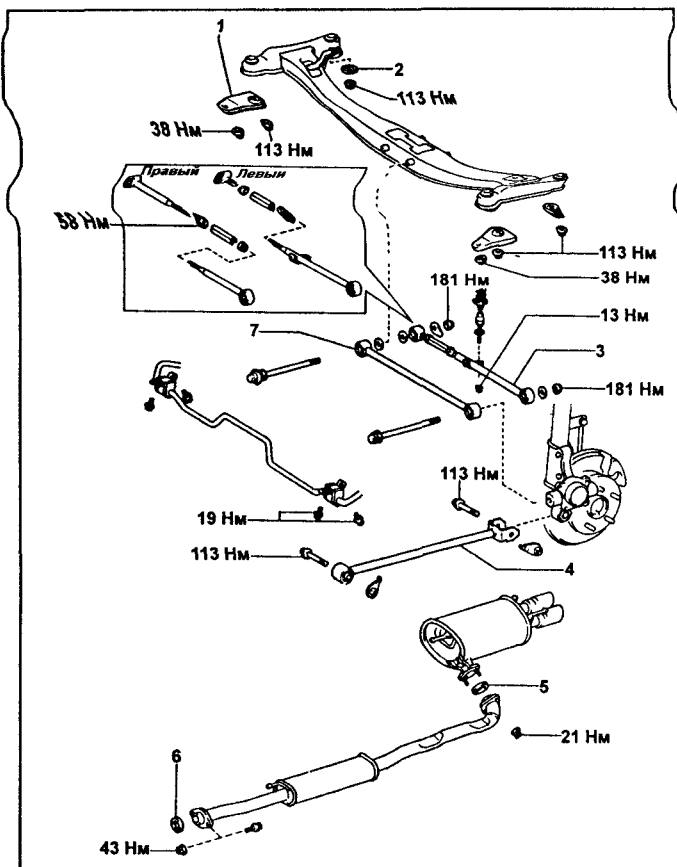 1
2
113 Нм
38 Нм
113 Нм
Правый
Левый
58 Нм
113 Нм
38 Нм
181 Нм
13 Нм
7
3
181 Нм
113 Нм
19 Нм
113 Нм
4
5
21 Нм
6
43 Нм